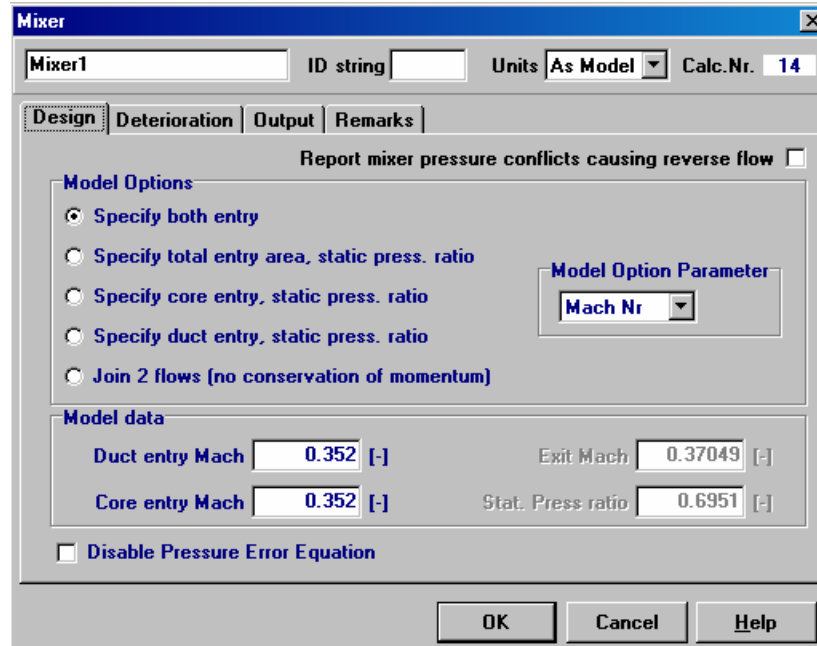 Mixer
Mixer1 ID string Units As Model Calc.Nr. 14
Design Deterioration Output Remarks
Report mixer pressure conflicts causing reverse flow
Model Options
Specify both entry
Specify total entry area, static press. ratio
Model Option Parameter
Specify core entry, static press. ratio
Mach Nr
Specify duct entry, static press. ratio
Join 2 flows (no conservation of momentum)
Model data
Duct entry Mach 0.352 [-] Exit Mach 0.37049 [-]
Core entry Mach 0.352 [-] Stat. Press ratio 0.6951 [-]
Disable Pressure Error Equation
OK Cancel Help